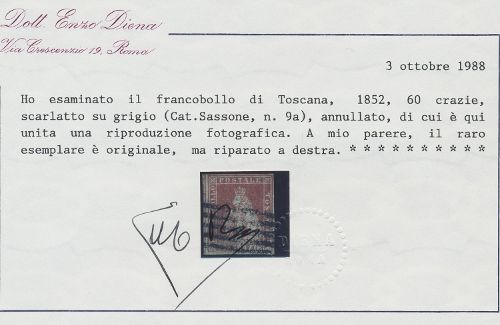 Dott. Enzo Diena
Via Crescenzio 19, Roma
3 ottobre 1988
Ho esaminato il francobollo di Toscana, 1852, 60 crazie,
scarlatto su grigio (Cat.Sassone, n. 9a), annullato, di cui è qui
unita una riproduzione fotografica. A mio parere, il raro
esemplare è originale, ma riparato a destra. * * * * * * * * * *
POSTALE